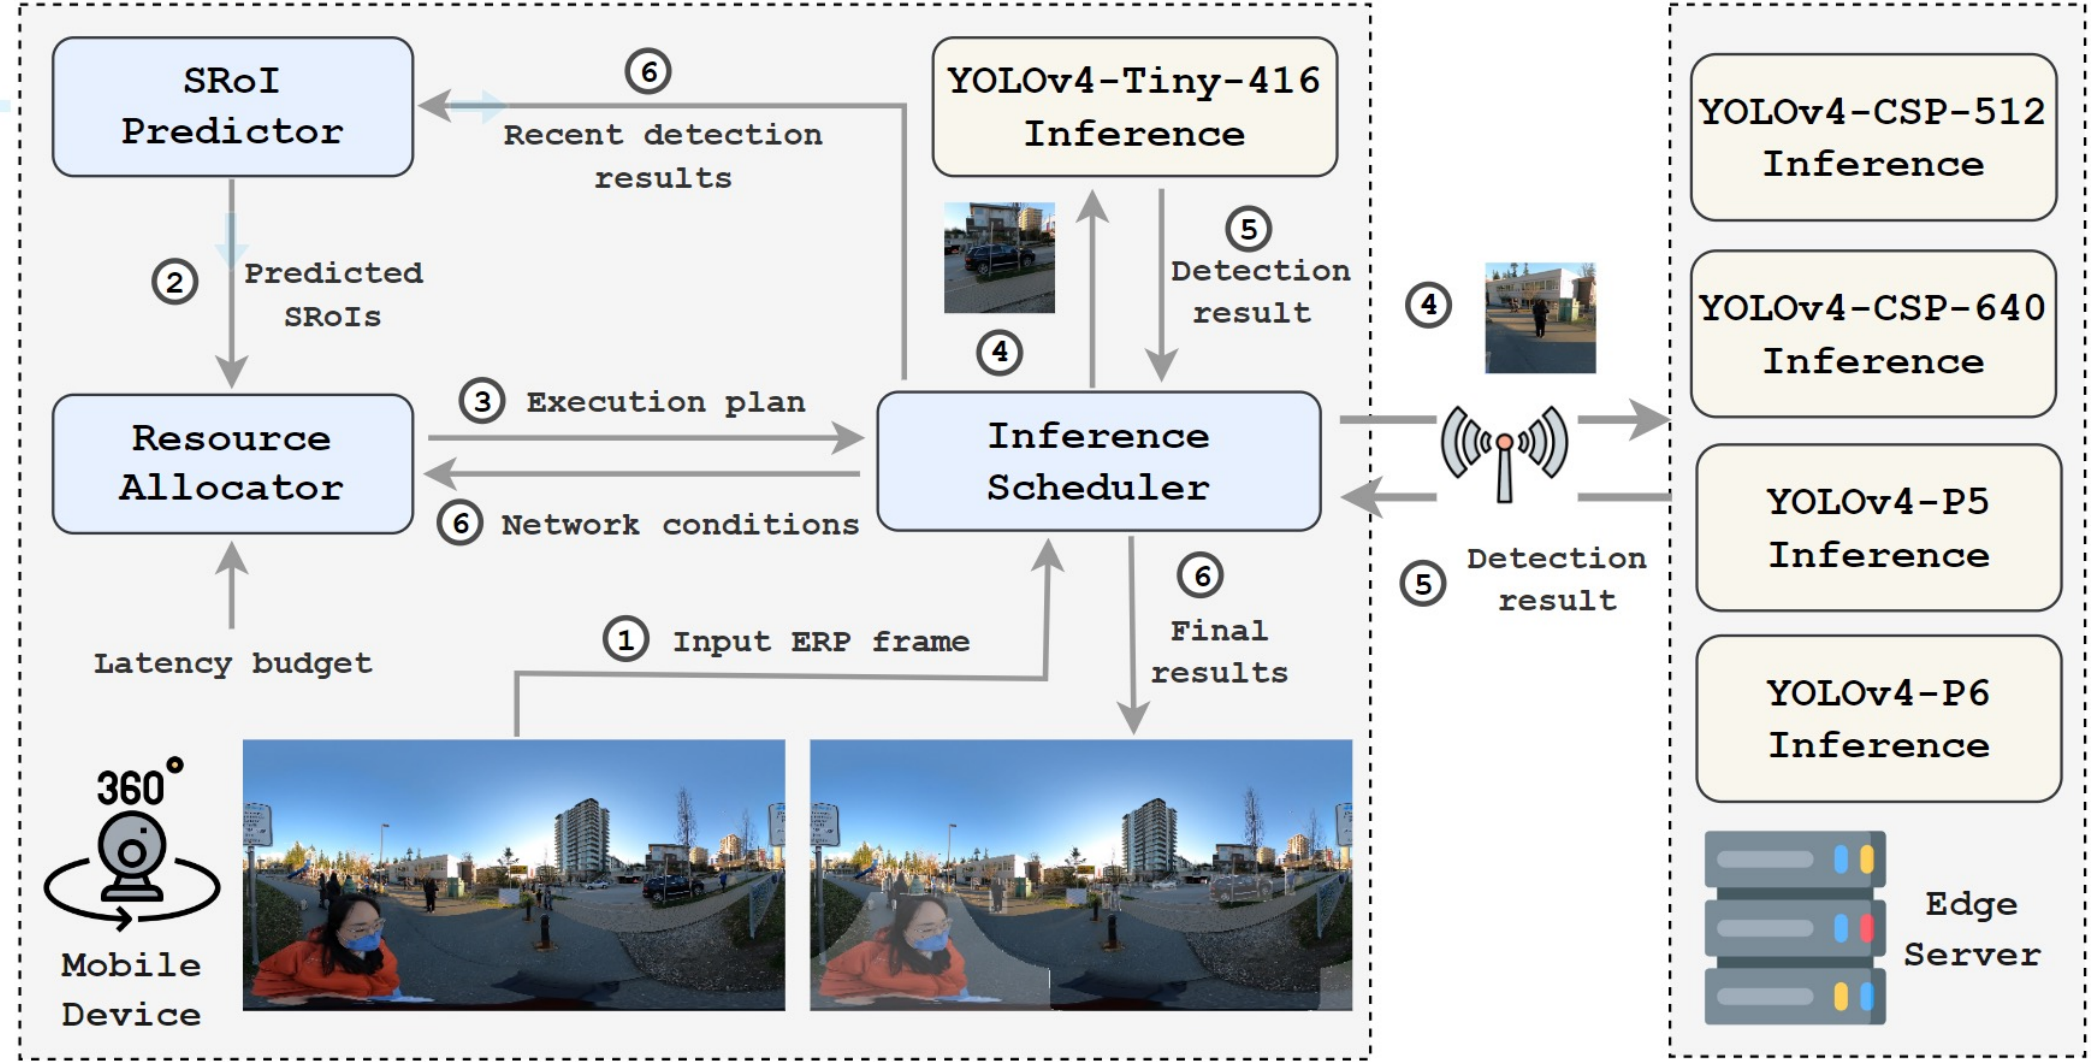 SRoI
Predictor
6
Recent detection
results
YOLOv4-Tiny-416
Inference
2
Predicted
SRoIs
4
5
Detection
result
Resource
Allocator
3 Execution plan
6 Network conditions
Inference
Scheduler
Latency budget
1 Input ERP frame
6
Final
results
360°
Mobile
Device
4
5
Detection
result
YOLOv4-CSP-512
Inference
YOLOv4-CSP-640
Inference
YOLOv4-P5
Inference
YOLOv4-P6
Inference
Edge
Server